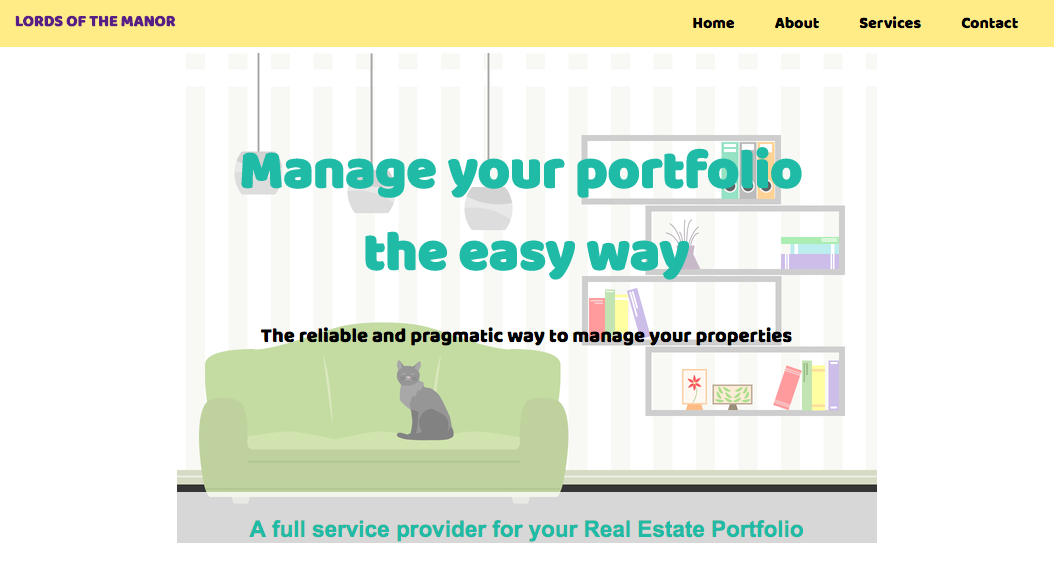 LORDS OF THE MANOR
Home About Services Contact
Manage your portfolio
the easy way
The reliable and pragmatic way to manage your properties
A full service provider for your Real Estate Portfolio